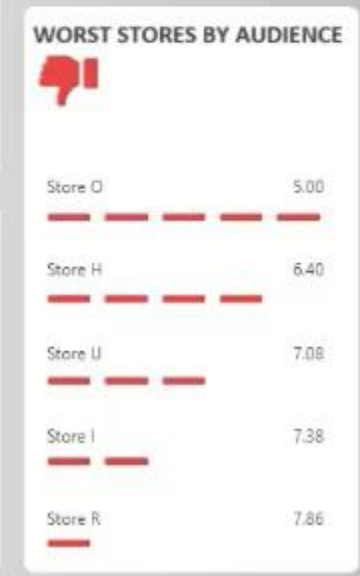 WORST STORES BY AUDIENCE
Store O 5.00
Store H 6.40
Store U 7.08
Store I 7.38
Store R 7.86